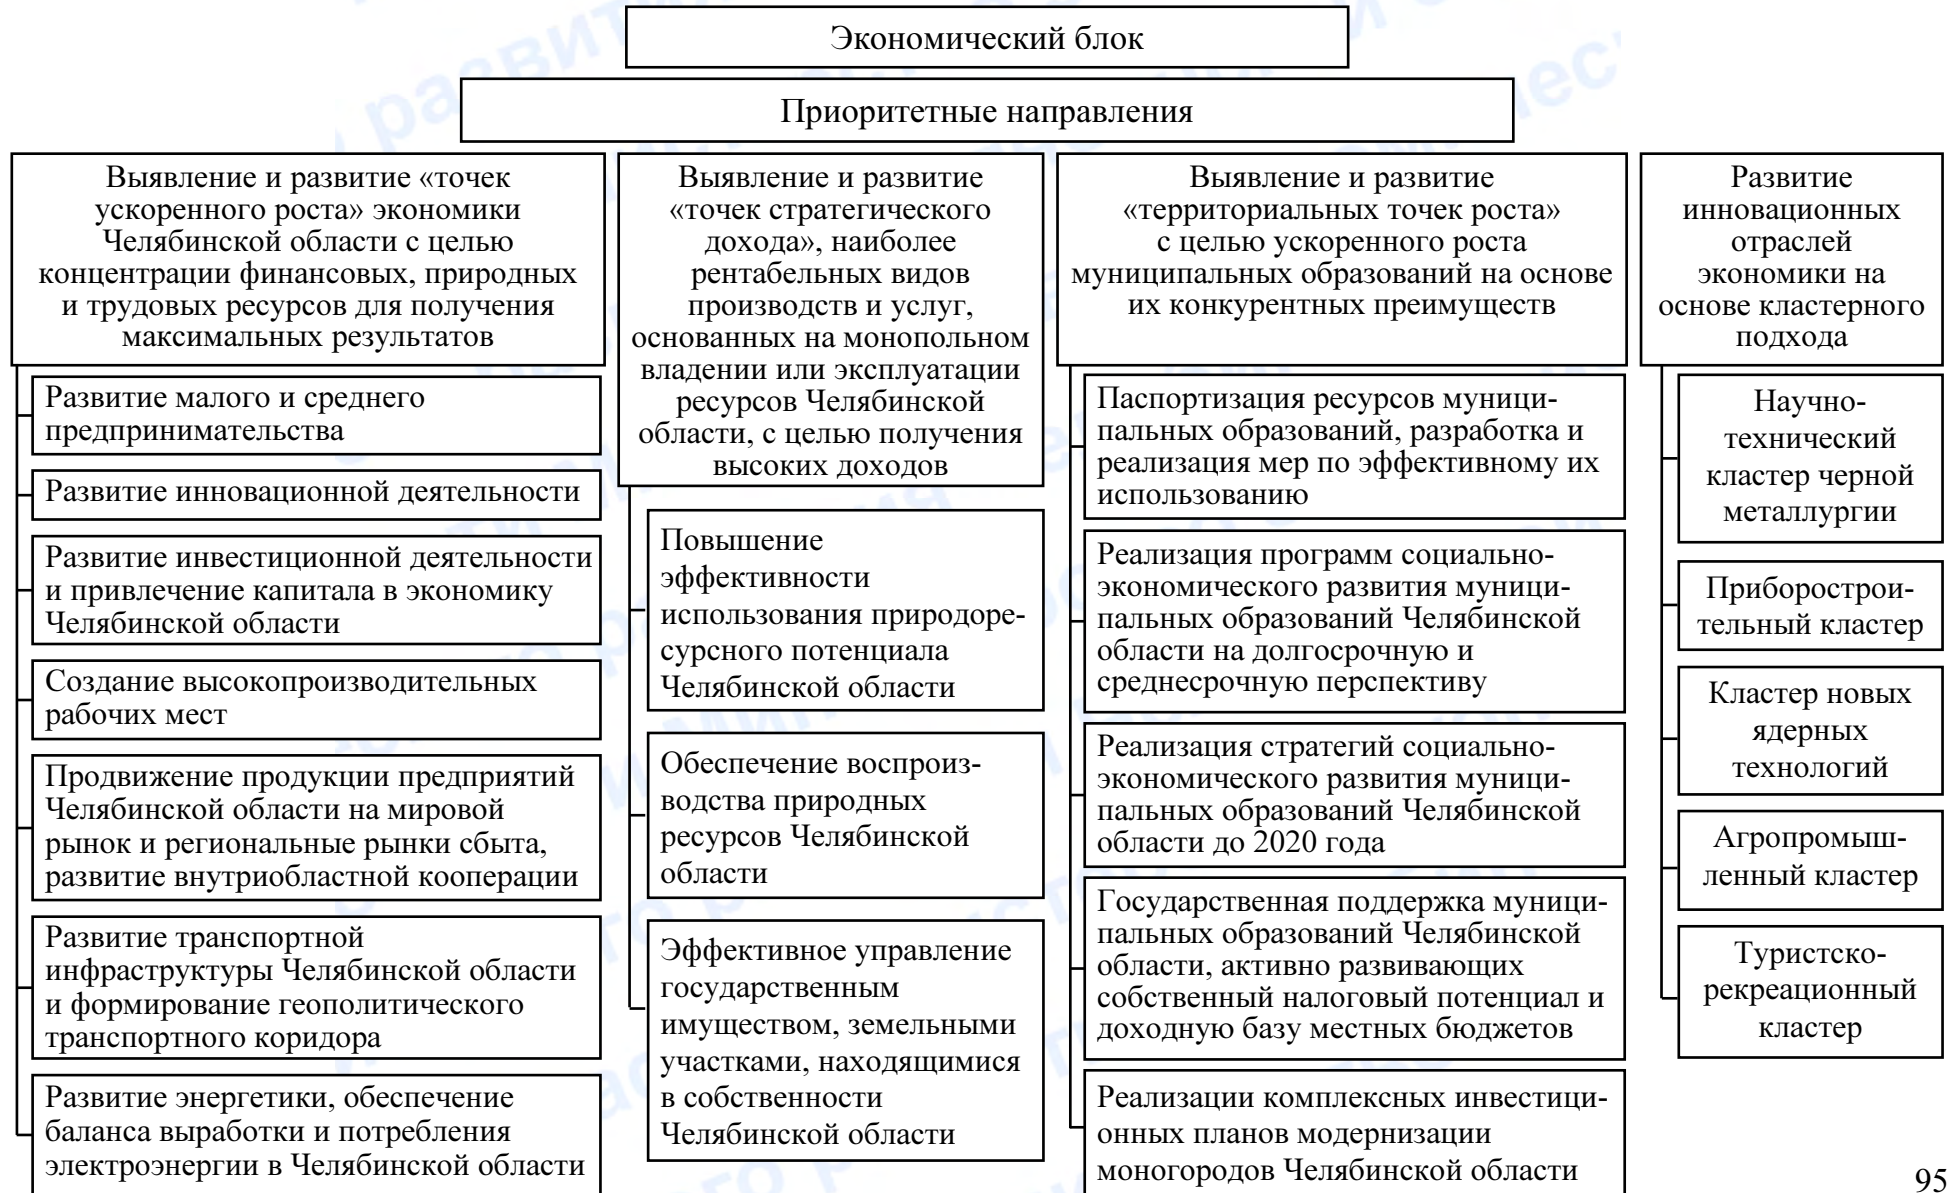 Экономический блок
Приоритетные направления
Выявление и развитие «точек
ускоренного роста» экономики
Челябинской области с целью
концентрации финансовых, природных
и трудовых ресурсов для получения
максимальных результатов
Развитие малого и среднего
предпринимательства
Развитие инновационной деятельности
Развитие инвестиционной деятельности
и привлечение капитала в экономику
Челябинской области
Создание высокопроизводительных
рабочих мест
Продвижение продукции предприятий
Челябинской области на мировой
рынок и региональные рынки сбыта,
развитие внутриобластной кооперации
Развитие транспортной
инфраструктуры Челябинской области
и формирование геополитического
транспортного коридора
Развитие энергетики, обеспечение
баланса выработки и потребления
электроэнергии в Челябинской области
Выявление и развитие
«точек стратегического
дохода», наиболее
рентабельных видов
производств и услуг,
основанных на монопольном
владении или эксплуатации
ресурсов Челябинской
области, с целью получения
высоких доходов
Повышение
эффективности
использования природоре-
сурсного потенциала
Челябинской области
Обеспечение воспроиз-
водства природных
ресурсов Челябинской
области
Эффективное управление
государственным
имуществом, земельными
участками, находящимися
в собственности
Челябинской области
Выявление и развитие
«территориальных точек роста»
с целью ускоренного роста
муниципальных образований на основе
их конкурентных преимуществ
Паспортизация ресурсов муници-
пальных образований, разработка и
реализация мер по эффективному их
использованию
Реализация программ социально-
экономического развития муници-
пальных образований Челябинской
области на долгосрочную и
среднесрочную перспективу
Реализация стратегий социально-
экономического развития муници-
пальных образований Челябинской
области до 2020 года
Государственная поддержка муници-
пальных образований Челябинской
области, активно развивающих
собственный налоговый потенциал и
доходную базу местных бюджетов
Реализации комплексных инвестици-
онных планов модернизации
моногородов Челябинской области
Развитие
инновационных
отраслей
экономики на
основе кластерного
подхода
Научно-
технический
кластер черной
металлургии
Приборострои-
тельный кластер
Кластер новых
ядерных
технологий
Агропромыш-
ленный кластер
Туристско-
рекреационный
кластер
95